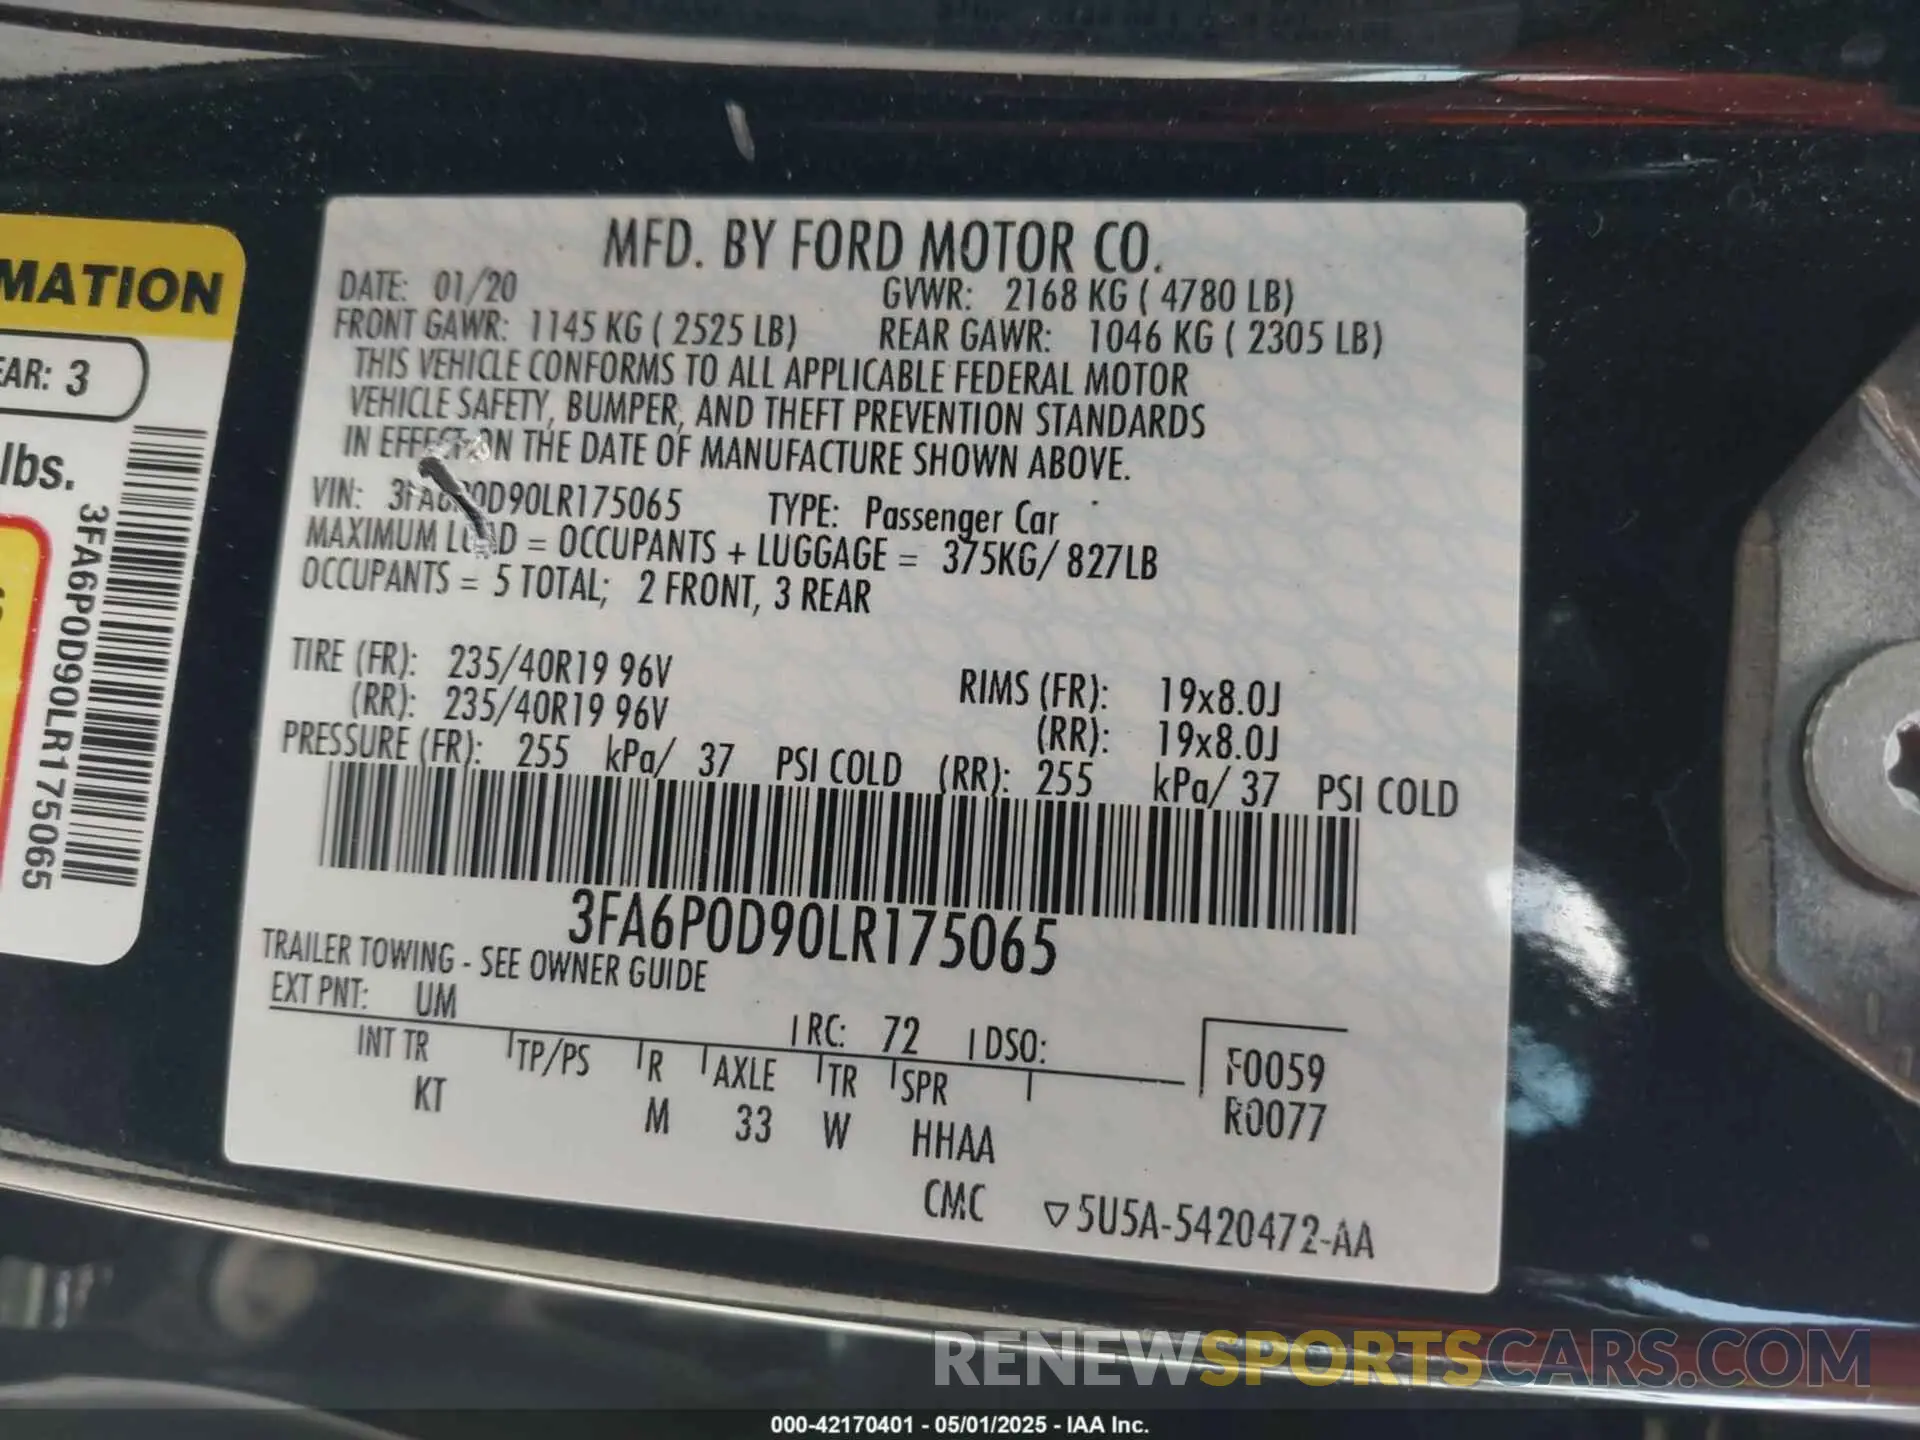 MFD. BY FORD MOTOR CO.
DATE: 01/20 GVWR: 2168 KG ( 4780 LB)
FRONT GAWR: 1145 KG ( 2525 LB) REAR GAWR: 1046 KG ( 2305 LB)
THIS VEHICLE CONFORMS TO ALL APPLICABLE FEDERAL MOTOR
VEHICLE SAFETY, BUMPER, AND THEFT PREVENTION STANDARDS
IN EFFECT ON THE DATE OF MANUFACTURE SHOWN ABOVE.
VIN: 3FA6P0D90LR175065 TYPE: Passenger Car
MAXIMUM LOAD = OCCUPANTS + LUGGAGE = 375KG/ 827LB
OCCUPANTS = 5 TOTAL; 2 FRONT, 3 REAR
TIRE (FR): 235/40R19 96V RIMS (FR): 19x8.0J
(RR): 235/40R19 96V (RR): 19x8.0J
PRESSURE (FR): 255 kPa/ 37 PSI COLD (RR): 255 kPa/ 37 PSI COLD
3FA6P0D90LR175065
TRAILER TOWING - SEE OWNER GUIDE
EXT PNT: UM RC: 72 DSO:
INT TR TP/PS R AXLE TR SPR F0059
KT M 33 W HHAA R0077
CMC 5U5A-5420472-AA
MATION
EAR: 3
lbs.
3FA6P0D90LR175065
RENEWSPORTSCARS.COM
000-42170401 - 05/01/2025 - IAA Inc.